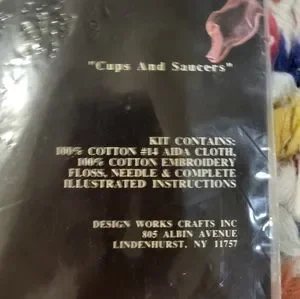 "Cups And Saucers"
KIT CONTAINS:
100% COTTON #14 AIDA CLOTH,
100% COTTON EMBROIDERY
FLOSS, NEEDLE & COMPLETE
ILLUSTRATED INSTRUCTIONS
DESIGN WORKS CRAFTS INC
805 ALBIN AVENUE
LINDENHURST, NY 11757